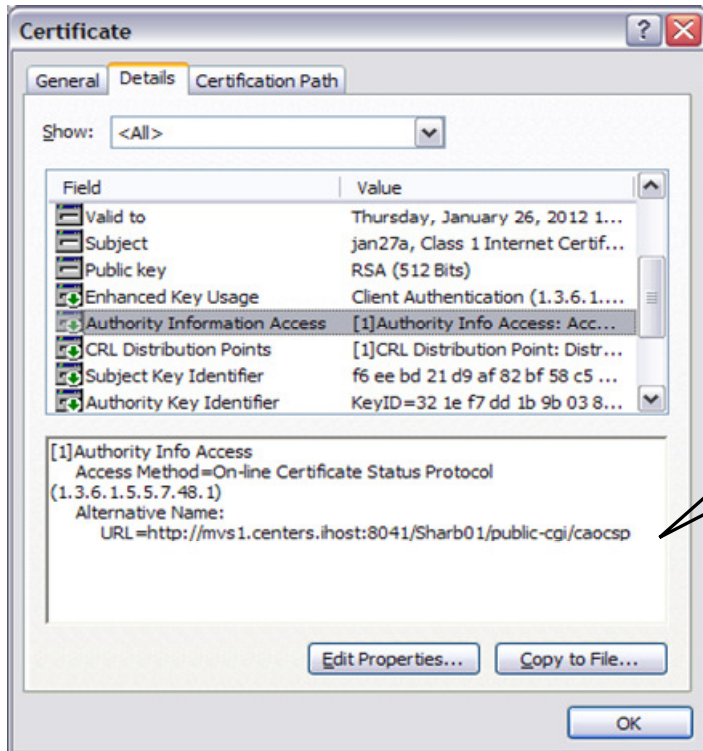 Certificate
General Details Certification Path
Show: <All>
Field Value
Valid to Thursday, January 26, 2012 1...
Subject jan27a, Class 1 Internet Certif...
Public key RSA (512 Bits)
Enhanced Key Usage Client Authentication (1.3.6.1....
Authority Information Access [1]Authority Info Access: Acc...
CRL Distribution Points [1]CRL Distribution Point: Distr...
Subject Key Identifier f6 ee bd 21 d9 af 82 bf 58 c5 ...
Authority Key Identifier KeyID=32 1e f7 dd 1b 9b 03 8...
[1]Authority Info Access
Access Method=On-line Certificate Status Protocol
(1.3.6.1.5.5.7.48.1)
Alternative Name:
URL=http://mvs1.centers.ihost:8041/Sharb01/public-cgi/caocsp
Edit Properties... Copy to File...
OK